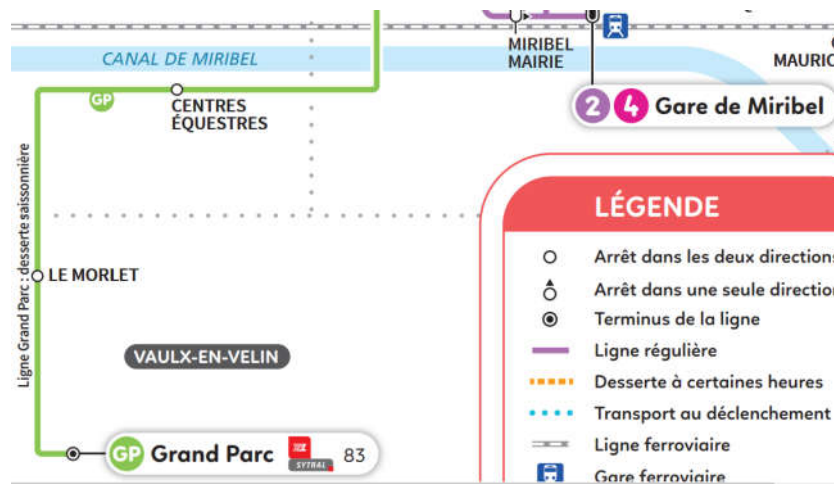 CANAL DE MIRIBEL
MIRIBEL
MAIRIE
MAURIC
GP
CENTRES
ÉQUESTRES
2 4 Gare de Miribel
Ligne Grand Parc : desserte saissonnière
LE MORLET
VAULX-EN-VELIN
GP Grand Parc SYTRAL 83
LÉGENDE
Arrêt dans les deux directions
Arrêt dans une seule direction
Terminus de la ligne
Ligne régulière
Desserte à certaines heures
Transport au déclenchement
Ligne ferroviaire
Gare ferroviaire